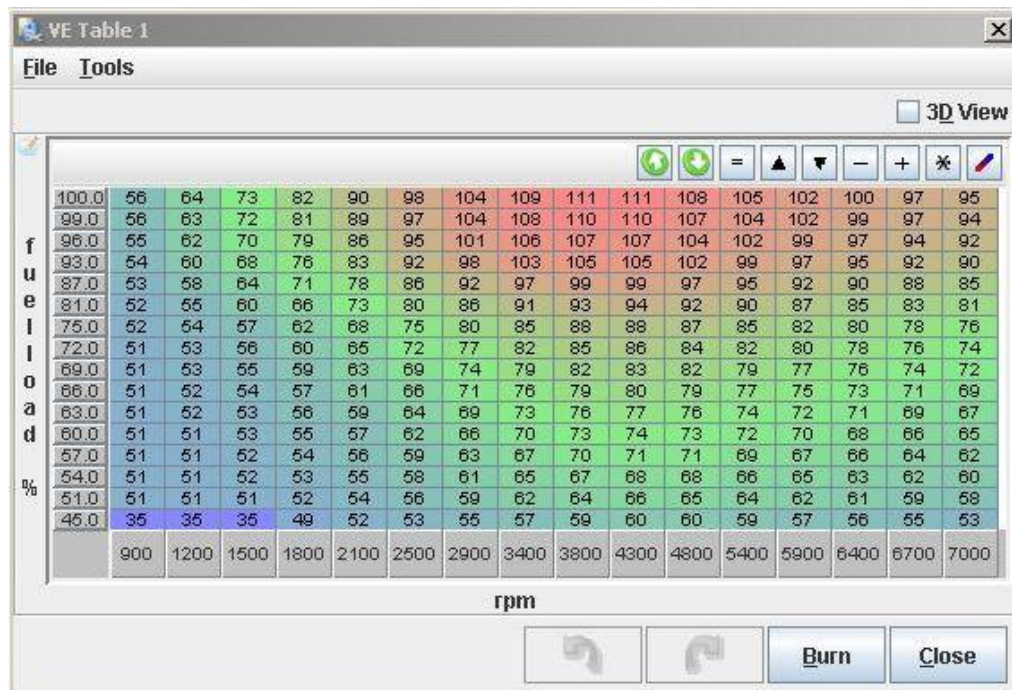 VE Table 1
File Tools
3D View
= − + *
100.0 56 64 73 82 90 98 104 109 111 111 108 105 102 100 97 95
99.0 56 63 72 81 89 97 104 108 110 110 107 104 102 99 97 94
96.0 55 62 70 79 86 95 101 106 107 107 104 102 99 97 94 92
93.0 54 60 68 76 83 92 98 103 105 105 102 99 97 95 92 90
87.0 53 58 64 71 78 86 92 97 99 99 97 95 92 90 88 85
81.0 52 55 60 66 73 80 86 91 93 94 92 90 87 85 83 81
75.0 52 54 57 62 68 75 80 85 88 88 87 85 82 80 78 76
72.0 51 53 56 60 65 72 77 82 85 86 84 82 80 78 76 74
69.0 51 53 55 59 63 69 74 79 82 83 82 79 77 76 74 72
66.0 51 52 54 57 61 66 71 76 79 80 79 77 75 73 71 69
63.0 51 52 53 56 59 64 69 73 76 77 76 74 72 71 69 67
60.0 51 51 53 55 57 62 66 70 73 74 73 72 70 68 66 65
57.0 51 51 52 54 56 59 63 67 70 71 71 69 67 66 64 62
54.0 51 51 52 53 55 58 61 65 67 68 68 66 65 63 62 60
51.0 51 51 51 52 54 56 59 62 64 66 65 64 62 61 59 58
45.0 35 35 35 49 52 53 55 57 59 60 60 59 57 56 55 53
900 1200 1500 1800 2100 2500 2900 3400 3800 4300 4800 5400 5900 6400 6700 7000
fuelload %
rpm
Burn Close